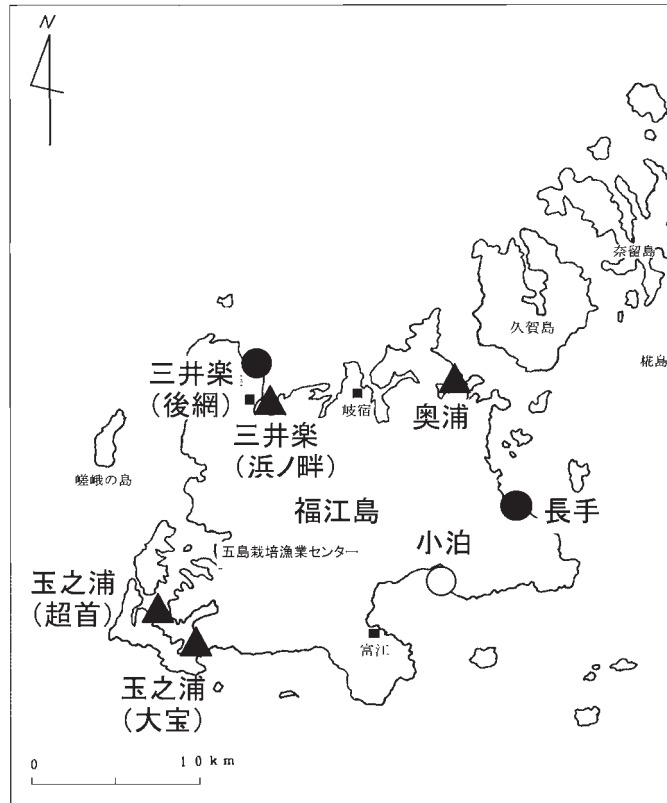 N
奈留島
久賀島
椛島
三井楽
(後網)
岐宿
奥浦
三井楽
(浜ノ畔)
嵯峨の島
福江島
長手
五島栽培漁業センター
小泊
玉之浦
(超首)
富江
玉之浦
(大宝)
0 10km